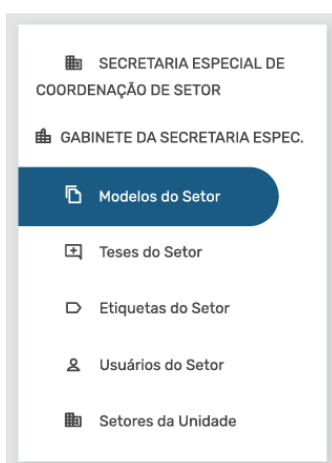 SECRETARIA ESPECIAL DE
COORDENAÇÃO DE SETOR
GABINETE DA SECRETARIA ESPEC.
Modelos do Setor
Teses do Setor
Etiquetas do Setor
Usuários do Setor
Setores da Unidade